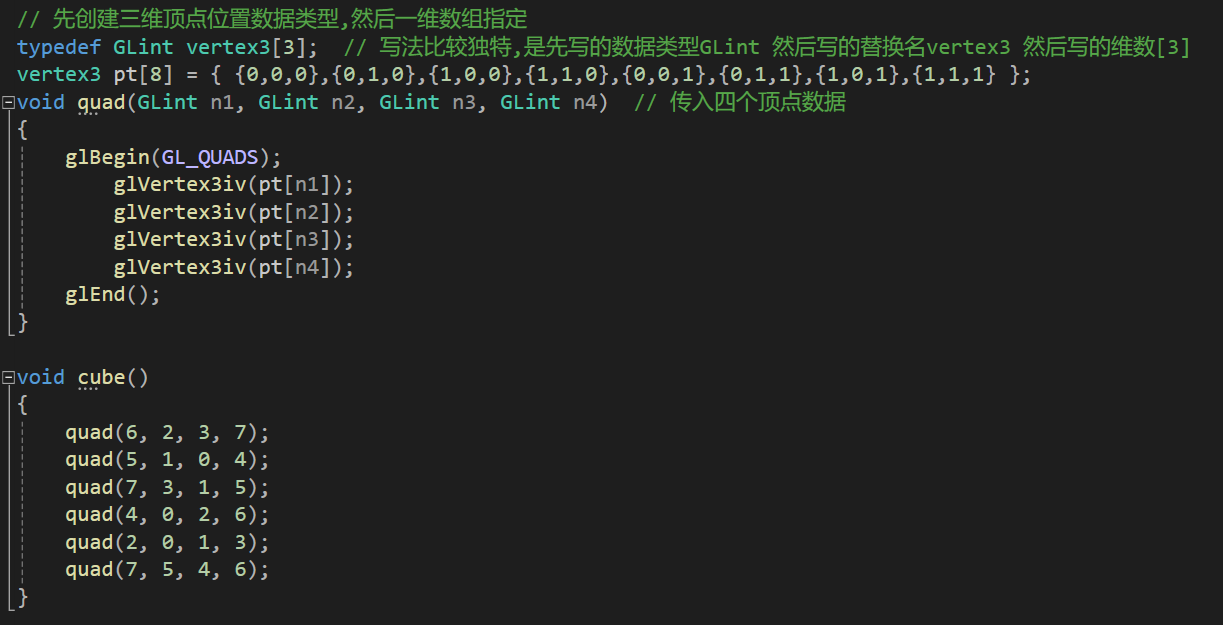 // 先创建三维顶点位置数据类型,然后一维数组指定
typedef GLint vertex3[3];  // 写法比较独特,是先写的数据类型GLint 然后写的替换名vertex3 然后写的维数[3]
vertex3 pt[8] = { {0,0,0},{0,1,0},{1,0,0},{1,1,0},{0,0,1},{0,1,1},{1,0,1},{1,1,1} };
void quad(GLint n1, GLint n2, GLint n3, GLint n4)  // 传入四个顶点数据
{
    glBegin(GL_QUADS);
        glVertex3iv(pt[n1]);
        glVertex3iv(pt[n2]);
        glVertex3iv(pt[n3]);
        glVertex3iv(pt[n4]);
    glEnd();
}
void cube()
{
    quad(6, 2, 3, 7);
    quad(5, 1, 0, 4);
    quad(7, 3, 1, 5);
    quad(4, 0, 2, 6);
    quad(2, 0, 1, 3);
    quad(7, 5, 4, 6);
}